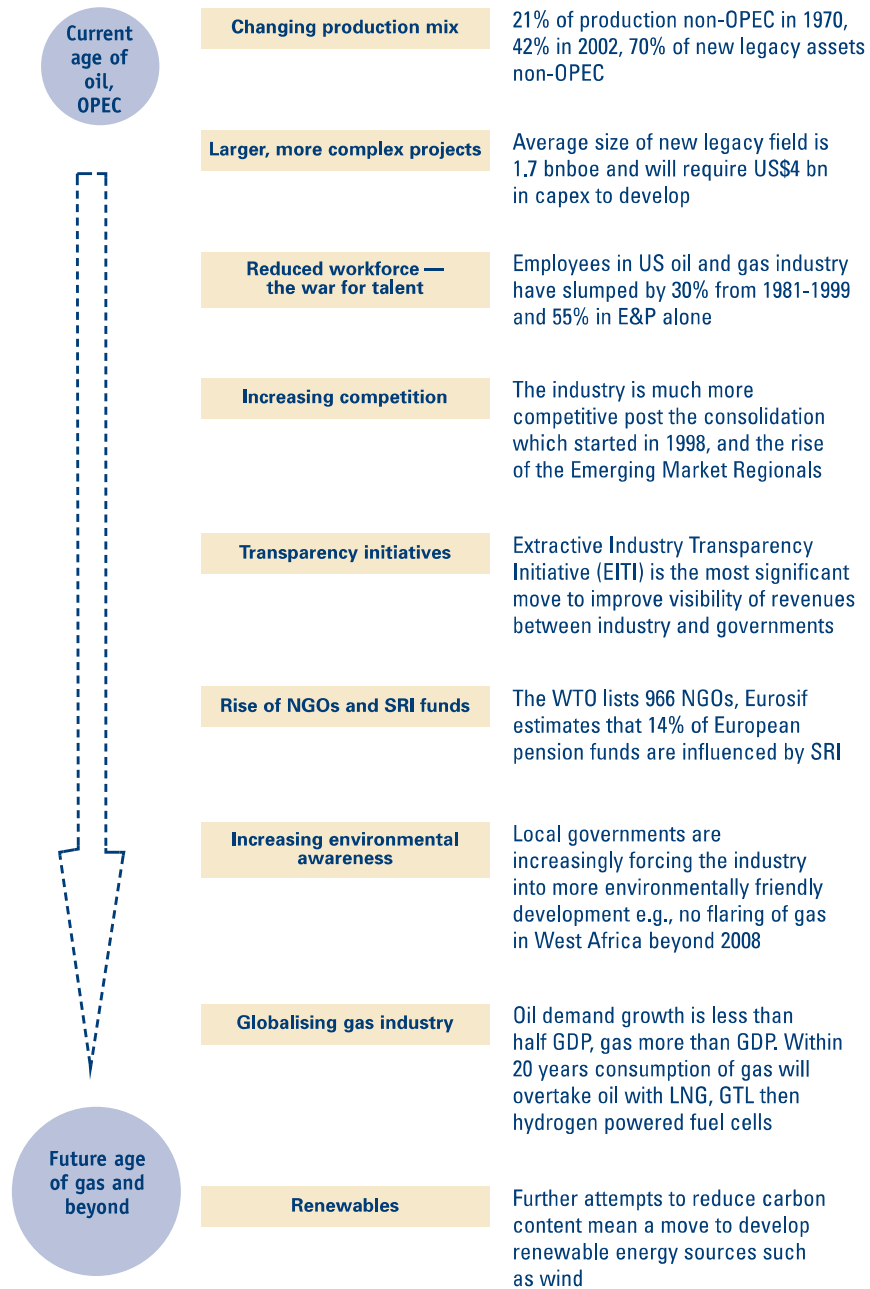 Current
age of
oil,
OPEC
Changing production mix
21% of production non-OPEC in 1970,
42% in 2002, 70% of new legacy assets
non-OPEC
Larger, more complex projects
Average size of new legacy field is
1.7 bnboe and will require US$4 bn
in capex to develop
Reduced workforce —
the war for talent
Employees in US oil and gas industry
have slumped by 30% from 1981-1999
and 55% in E&P alone
Increasing competition
The industry is much more
competitive post the consolidation
which started in 1998, and the rise
of the Emerging Market Regionals
Transparency initiatives
Extractive Industry Transparency
Initiative (EITI) is the most significant
move to improve visibility of revenues
between industry and governments
Rise of NGOs and SRI funds
The WTO lists 966 NGOs, Eurosif
estimates that 14% of European
pension funds are influenced by SRI
Increasing environmental
awareness
Local governments are
increasingly forcing the industry
into more environmentally friendly
development e.g., no flaring of gas
in West Africa beyond 2008
Globalising gas industry
Oil demand growth is less than
half GDP, gas more than GDP. Within
20 years consumption of gas will
overtake oil with LNG, GTL then
hydrogen powered fuel cells
Future age
of gas and
beyond
Renewables
Further attempts to reduce carbon
content mean a move to develop
renewable energy sources such
as wind